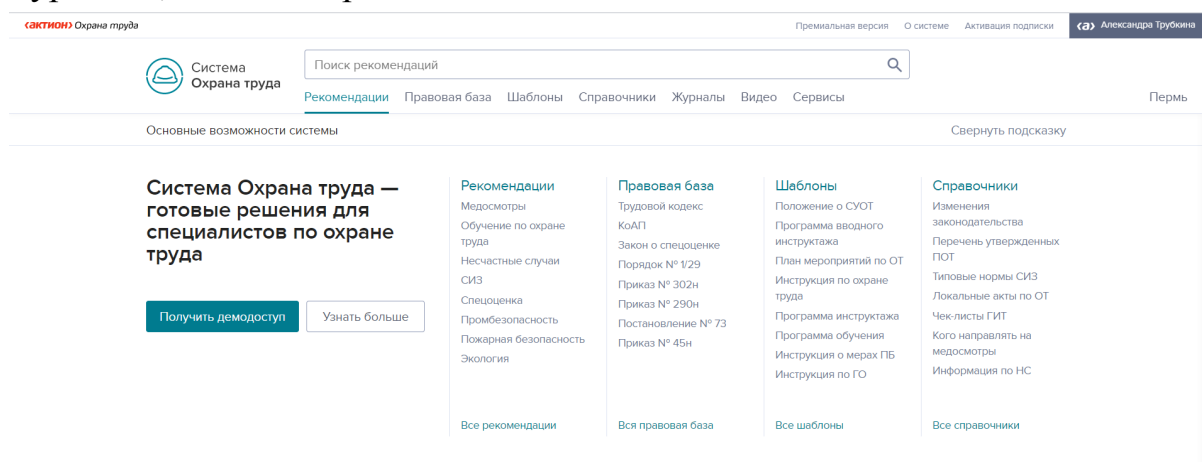 ‹актион› Охрана труда
Премиальная версия О системе Активация подписки ‹а› Александра Трубкина
Система
Охрана труда
Поиск рекомендаций
Рекомендации Правовая база Шаблоны Справочники Журналы Видео Сервисы
Пермь
Основные возможности системы
Свернуть подсказку
Система Охрана труда —
готовые решения для
специалистов по охране
труда
Получить демодоступ
Узнать больше
Рекомендации
Медосмотры
Обучение по охране
труда
Несчастные случаи
СИЗ
Спецоценка
Промбезопасность
Пожарная безопасность
Экология
Все рекомендации
Правовая база
Трудовой кодекс
КоАП
Закон о спецоценке
Порядок № 1/29
Приказ № 302н
Приказ № 290н
Постановление № 73
Приказ № 45н
Вся правовая база
Шаблоны
Положение о СУОТ
Программа вводного
инструктажа
План мероприятий по ОТ
Инструкция по охране
труда
Программа инструктажа
Программа обучения
Инструкция о мерах ПБ
Инструкция по ГО
Все шаблоны
Справочники
Изменения
законодательства
Перечень утвержденных
ПОТ
Типовые нормы СИЗ
Локальные акты по ОТ
Чек-листы ГИТ
Кого направлять на
медосмотры
Информация по НС
Все справочники